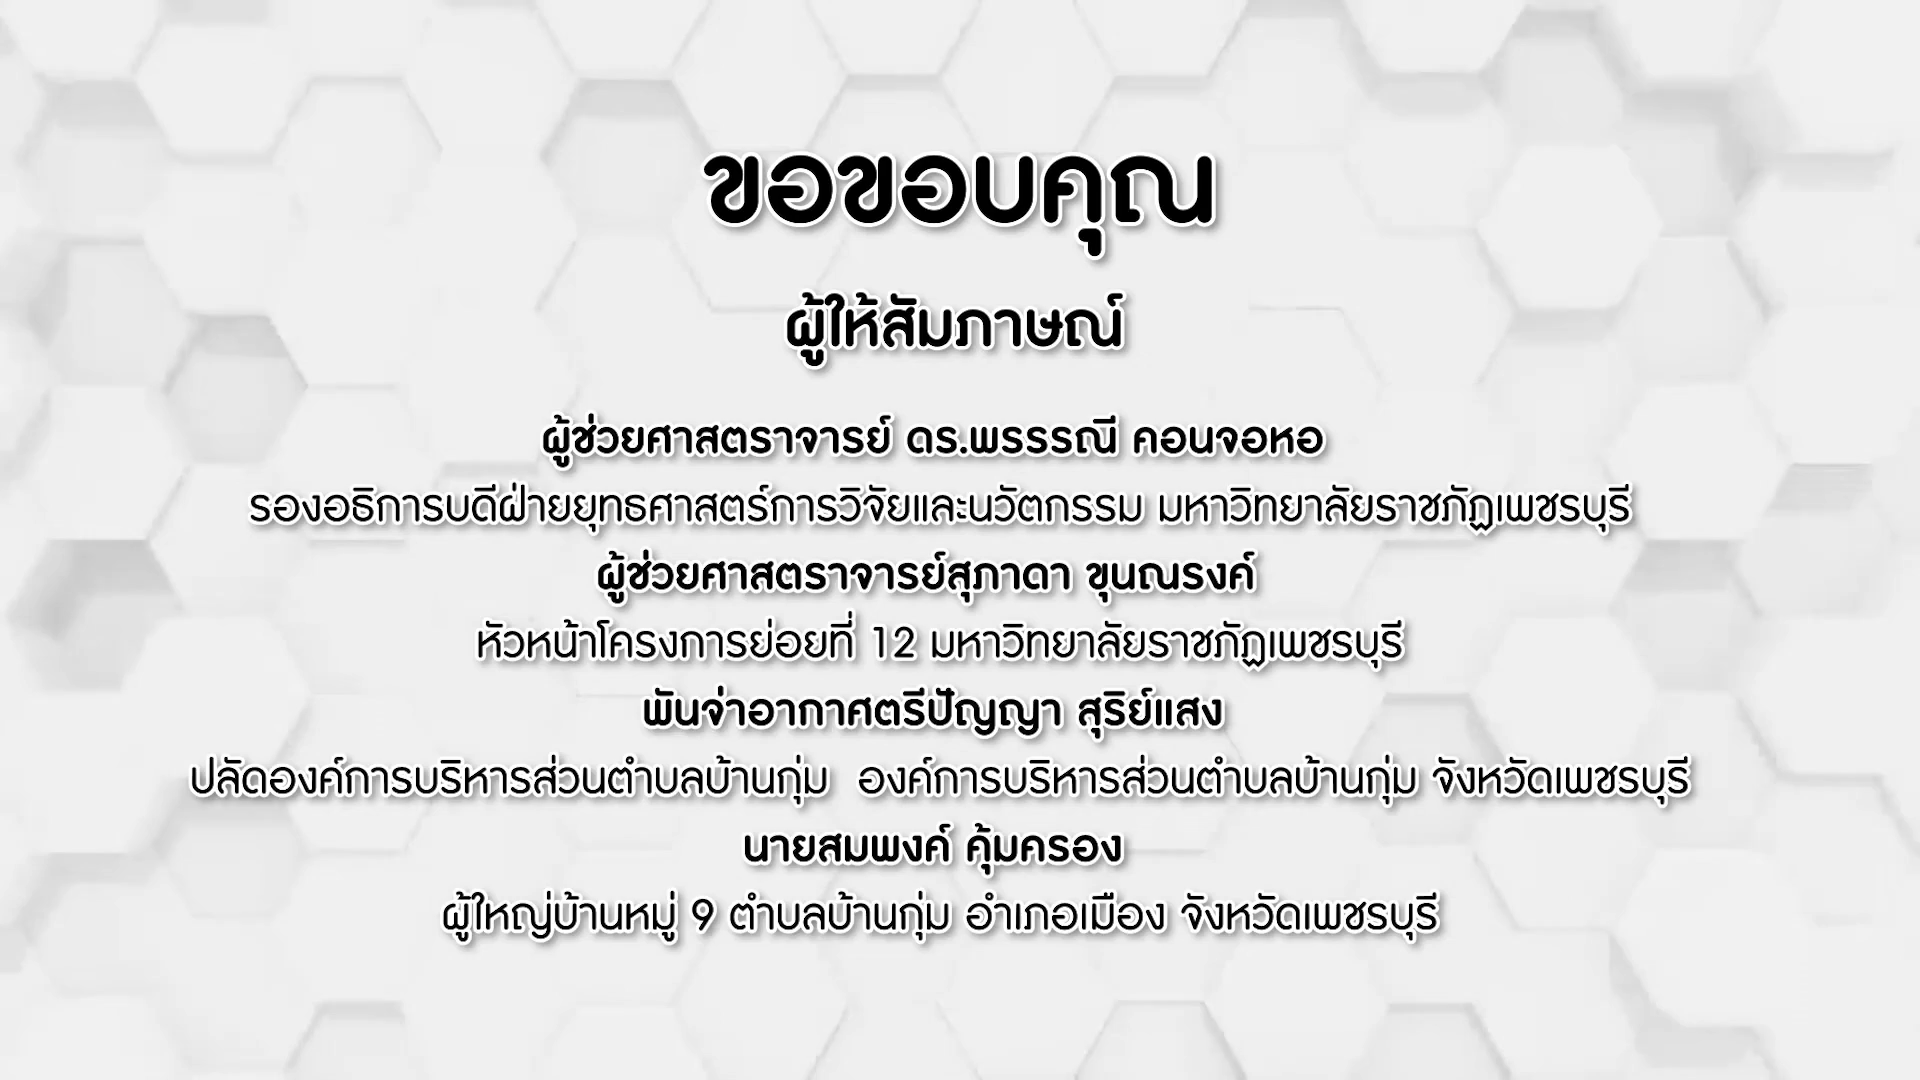 ขอขอบคุณ
ผู้ให้สัมภาษณ์
ผู้ช่วยศาสตราจารย์ ดร.พรรรณี คอนจอหอ
รองอธิการบดีฝ่ายยุทธศาสตร์การวิจัยและนวัตกรรม มหาวิทยาลัยราชภัฏเพชรบุรี
ผู้ช่วยศาสตราจารย์สุภาดา ขุนณรงค์
หัวหน้าโครงการย่อยที่ 12 มหาวิทยาลัยราชภัฏเพชรบุรี
พันจ่าอากาศตรีปัญญา สุริย์แสง
ปลัดองค์การบริหารส่วนตำบลบ้านกุ่ม องค์การบริหารส่วนตำบลบ้านกุ่ม จังหวัดเพชรบุรี
นายสมพงค์ คุ้มครอง
ผู้ใหญ่บ้านหมู่ 9 ตำบลบ้านกุ่ม อำเภอเมือง จังหวัดเพชรบุรี